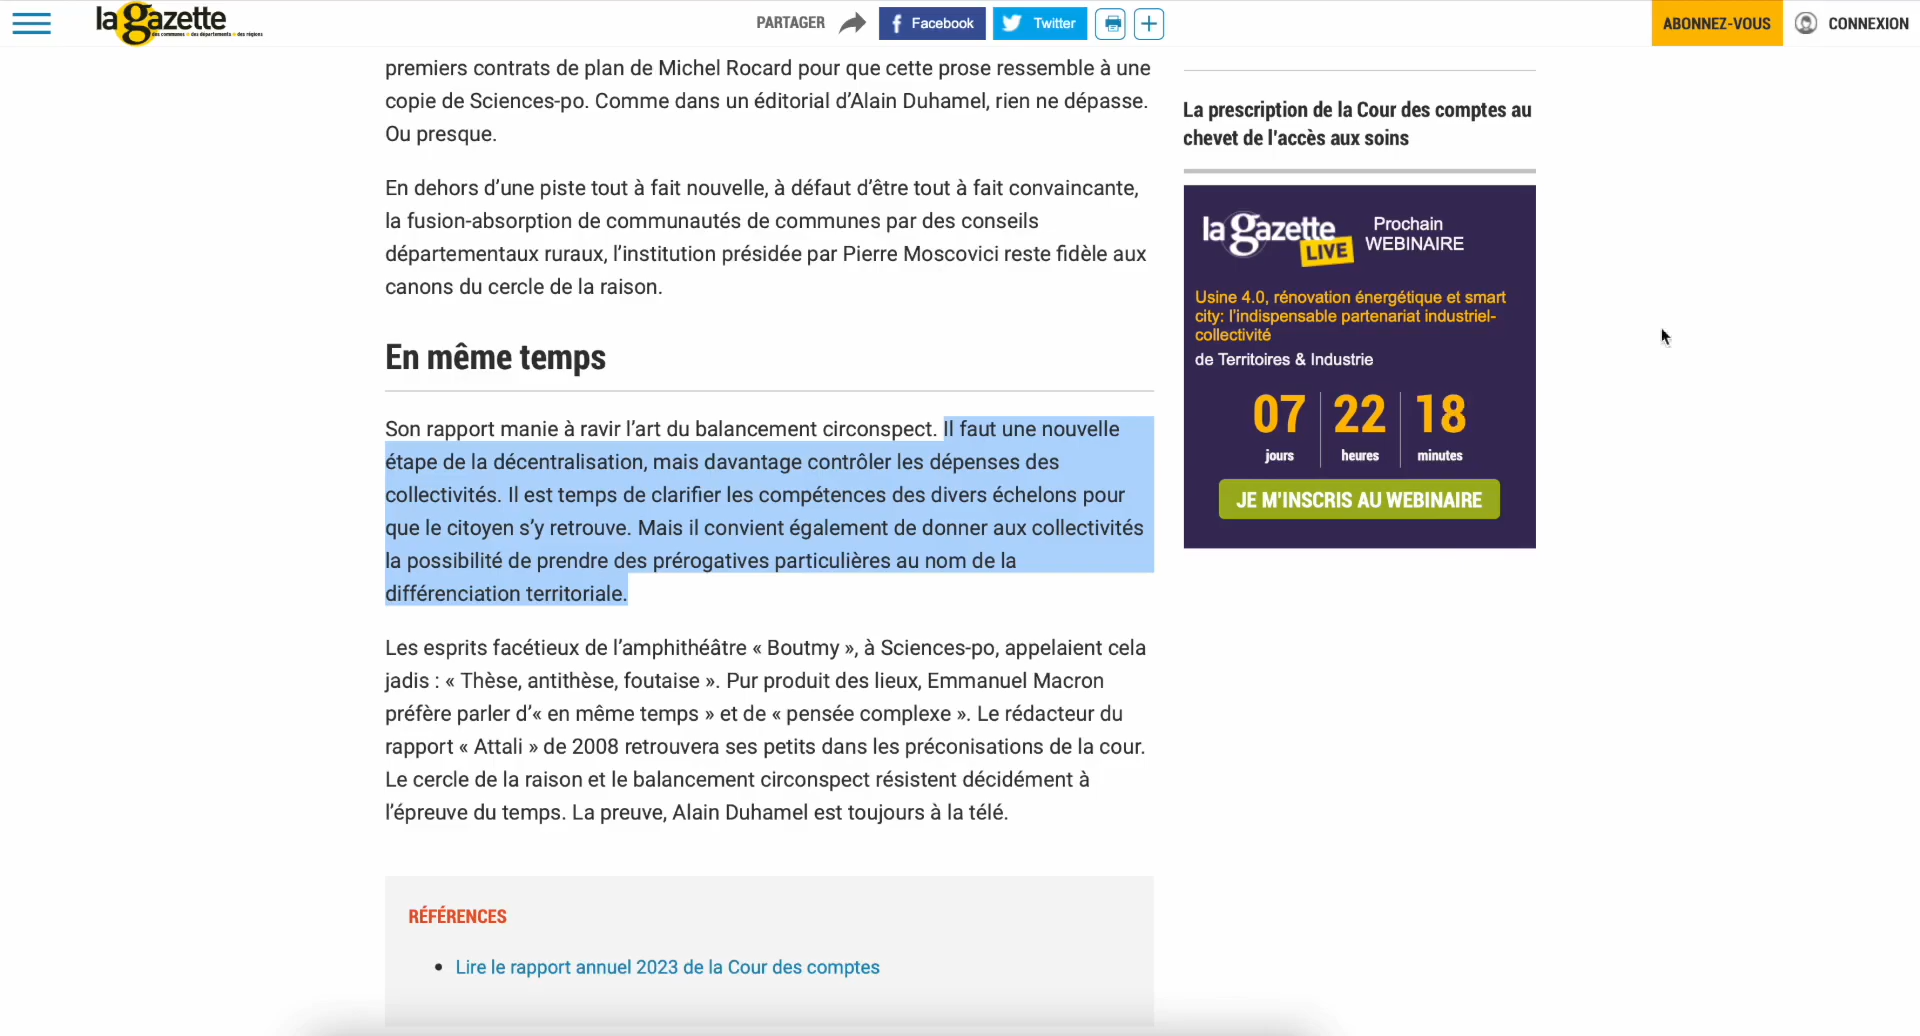 la gazette
des communes • des départements • des régions
PARTAGER
Facebook
Twitter
ABONNEZ-VOUS
CONNEXION
premiers contrats de plan de Michel Rocard pour que cette prose ressemble à une
copie de Sciences-po. Comme dans un éditorial d’Alain Duhamel, rien ne dépasse.
Ou presque.
En dehors d’une piste tout à fait nouvelle, à défaut d’être tout à fait convaincante,
la fusion-absorption de communautés de communes par des conseils
départementaux ruraux, l’institution présidée par Pierre Moscovici reste fidèle aux
canons du cercle de la raison.
En même temps
Son rapport manie à ravir l’art du balancement circonspect. Il faut une nouvelle
étape de la décentralisation, mais davantage contrôler les dépenses des
collectivités. Il est temps de clarifier les compétences des divers échelons pour
que le citoyen s’y retrouve. Mais il convient également de donner aux collectivités
la possibilité de prendre des prérogatives particulières au nom de la
différenciation territoriale.
Les esprits facétieux de l’amphithéâtre « Boutmy », à Sciences-po, appelaient cela
jadis : « Thèse, antithèse, foutaise ». Pur produit des lieux, Emmanuel Macron
préfère parler d’« en même temps » et de « pensée complexe ». Le rédacteur du
rapport « Attali » de 2008 retrouvera ses petits dans les préconisations de la cour.
Le cercle de la raison et le balancement circonspect résistent décidément à
l’épreuve du temps. La preuve, Alain Duhamel est toujours à la télé.
RÉFÉRENCES
• Lire le rapport annuel 2023 de la Cour des comptes
La prescription de la Cour des comptes au
chevet de l'accès aux soins
la gazette LIVE
Prochain
WEBINAIRE
Usine 4.0, rénovation énergétique et smart
city: l’indispensable partenariat industriel-
collectivité
de Territoires & Industrie
07 22 18
jours heures minutes
JE M'INSCRIS AU WEBINAIRE